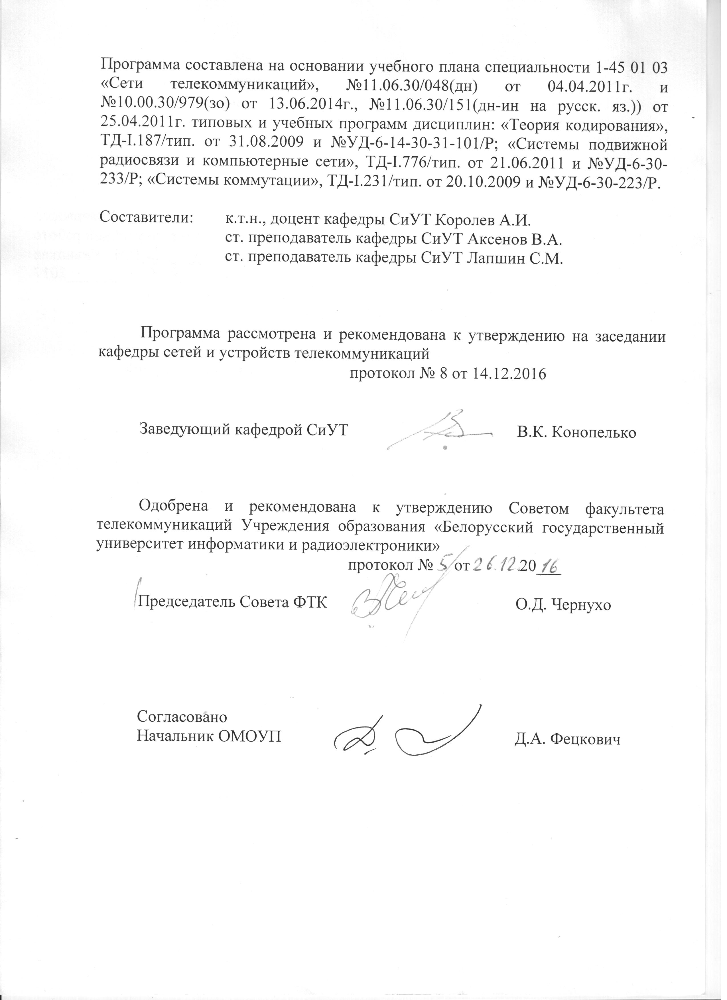 Программа составлена на основании учебного плана специальности 1-45 01 03
«Сети телекоммуникаций», №11.06.30/048(дн) от 04.04.2011г. и
№10.00.30/979(зо) от 13.06.2014г., №11.06.30/151(дн-ин на русск. яз.)) от
25.04.2011г. типовых и учебных программ дисциплин: «Теория кодирования»,
ТД-I.187/тип. от 31.08.2009 и №УД-6-14-30-31-101/Р; «Системы подвижной
радиосвязи и компьютерные сети», ТД-I.776/тип. от 21.06.2011 и №УД-6-30-
233/Р; «Системы коммутации», ТД-I.231/тип. от 20.10.2009 и №УД-6-30-223/Р.
Составители: к.т.н., доцент кафедры СиУТ Королев А.И.
ст. преподаватель кафедры СиУТ Аксенов В.А.
ст. преподаватель кафедры СиУТ Лапшин С.М.
Программа рассмотрена и рекомендована к утверждению на заседании
кафедры сетей и устройств телекоммуникаций
протокол № 8 от 14.12.2016
Заведующий кафедрой СиУТ В.К. Конопелько
Одобрена и рекомендована к утверждению Советом факультета
телекоммуникаций Учреждения образования «Белорусский государственный
университет информатики и радиоэлектроники»
протокол № 5 от 26.12.2016
Председатель Совета ФТК О.Д. Чернухо
Согласовано
Начальник ОМОУП Д.А. Фецкович